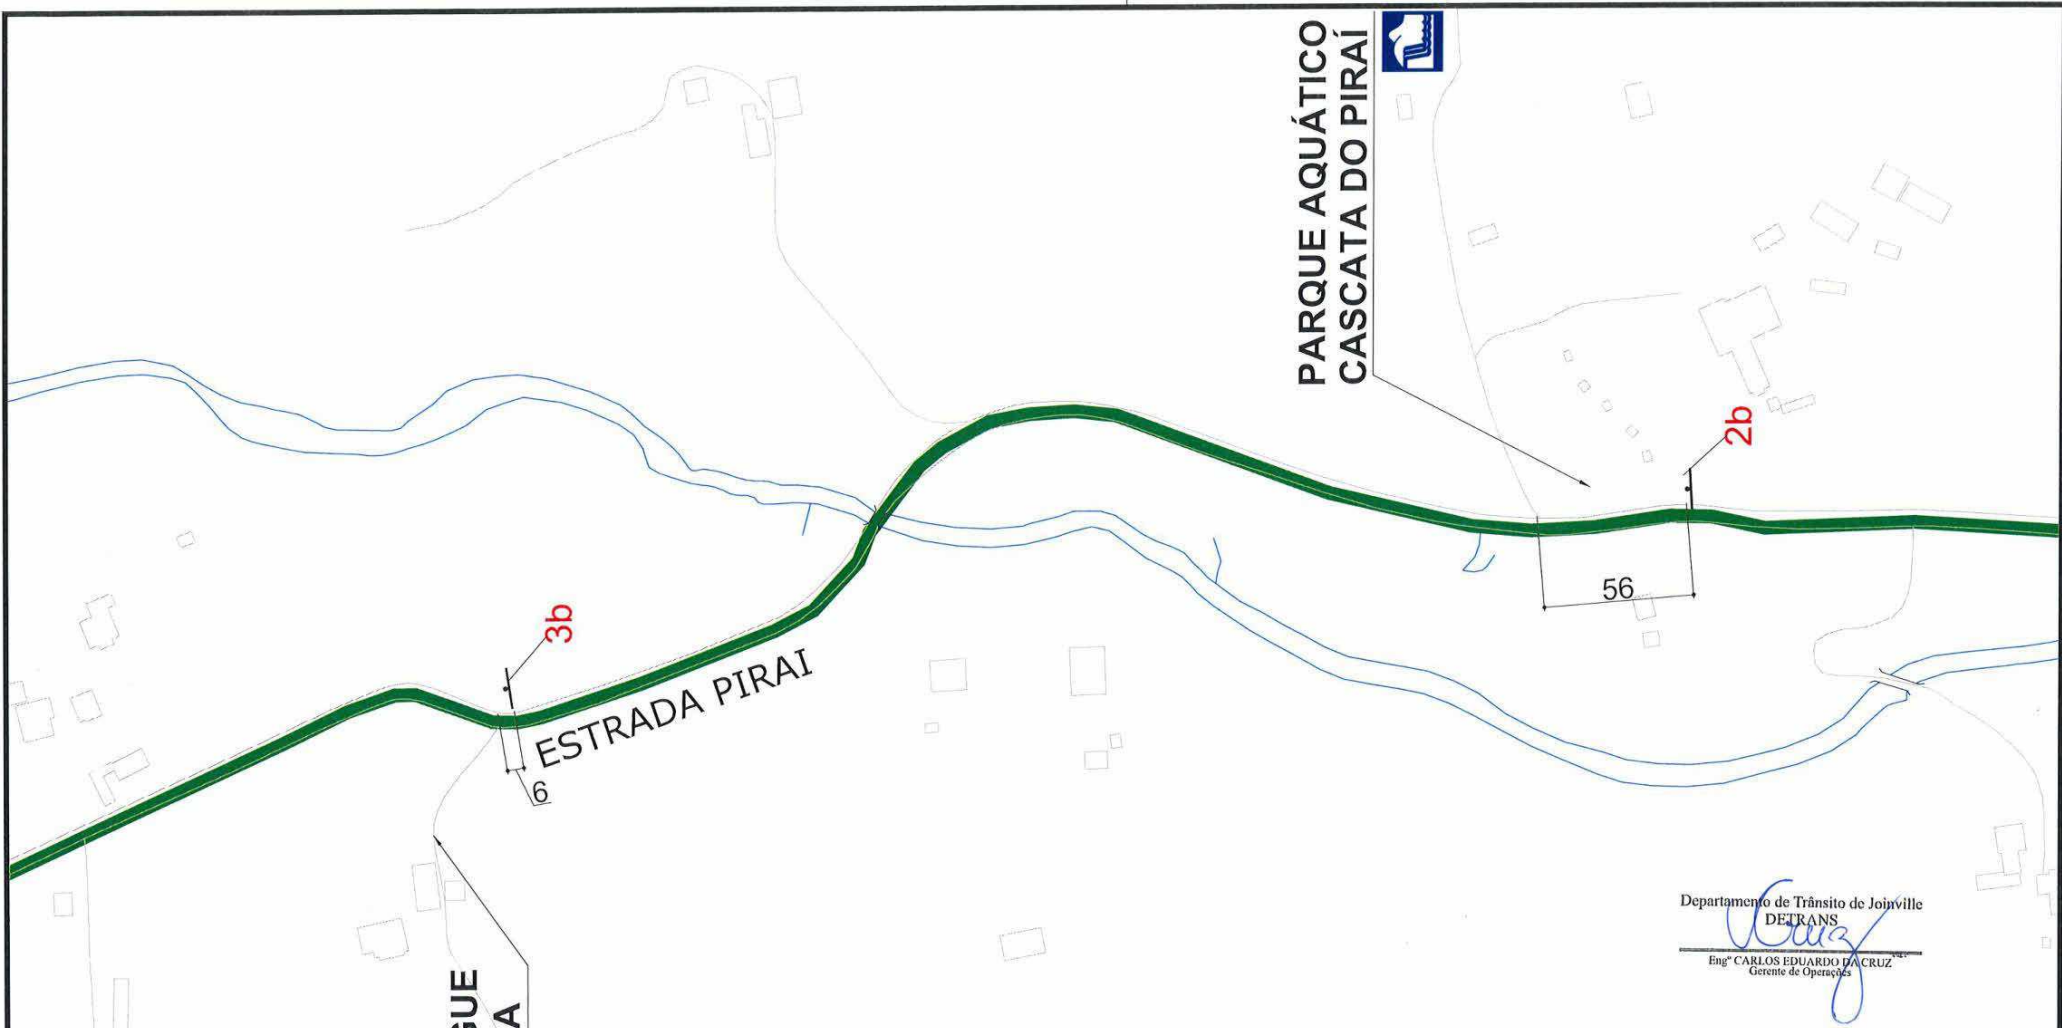 PARQUE AQUÁTICO
CASCATA DO PIRAÍ
2b
56
3b
ESTRADA PIRAI
6
GUE
A
Departamento de Trânsito de Joinville
DETRANS
Engº CARLOS EDUARDO DA CRUZ
Gerente de Operações